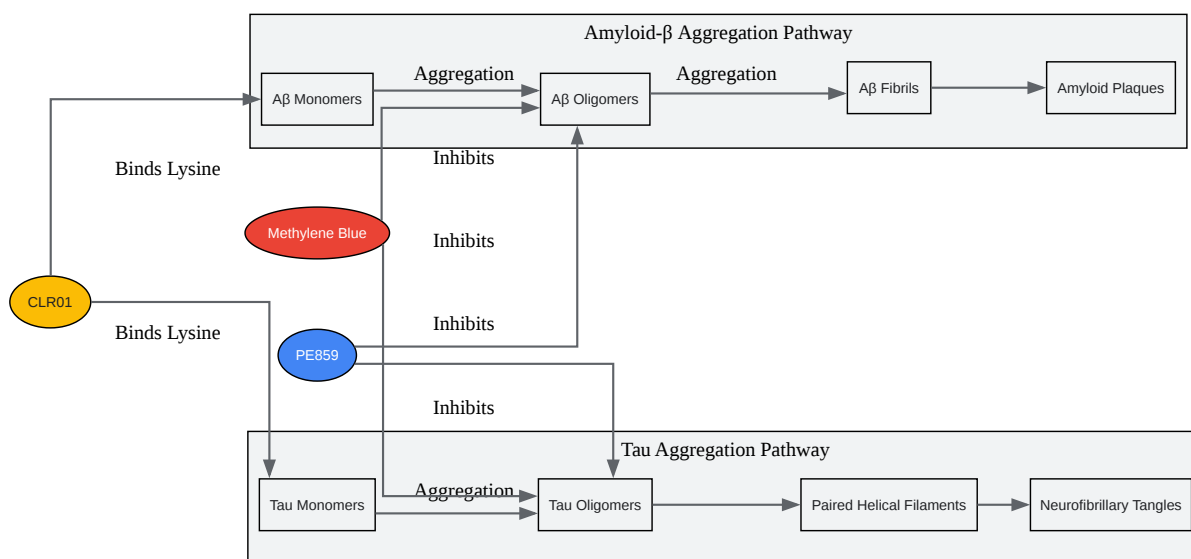 Amyloid-β Aggregation Pathway
Aβ Monomers
Aggregation
Aβ Oligomers
Aggregation
Aβ Fibrils
Amyloid Plaques
Binds Lysine
Inhibits
Methylene Blue
Inhibits
CLR01
Binds Lysine
Inhibits
PE859
Inhibits
Tau Aggregation Pathway
Tau Monomers
Aggregation
Tau Oligomers
Paired Helical Filaments
Neurofibrillary Tangles